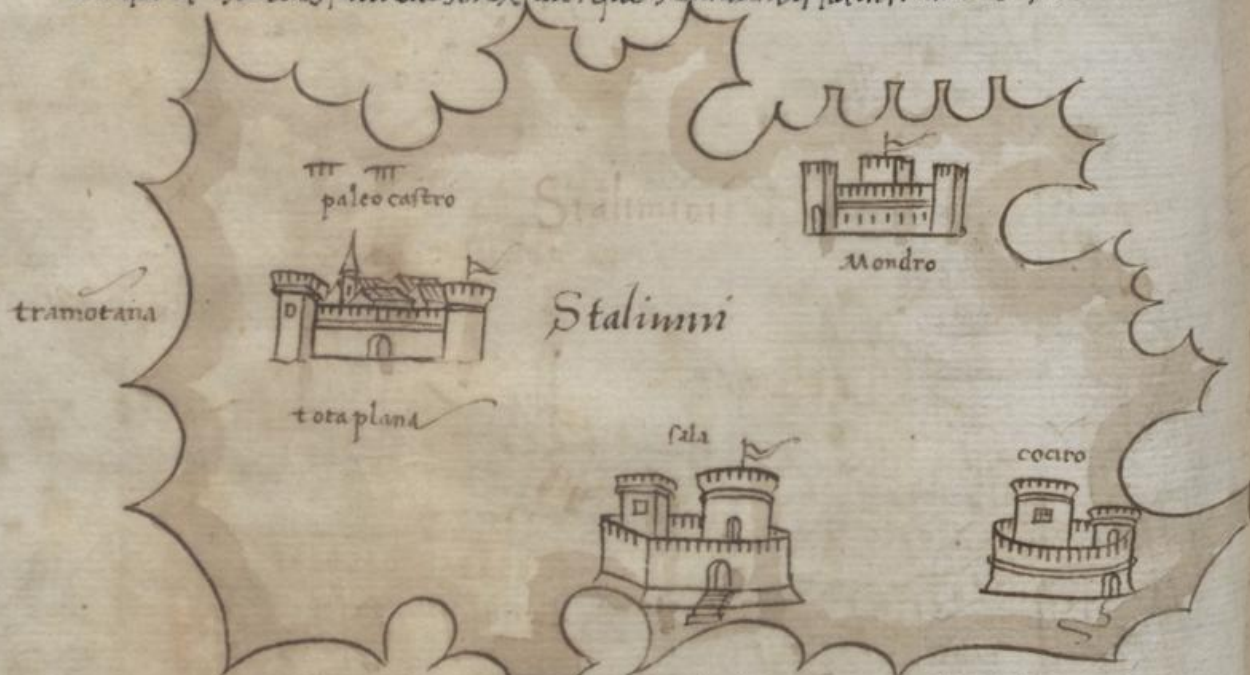 paleo castro
Mondro
tramotana
Stalimni
tota plana
sala
cociro